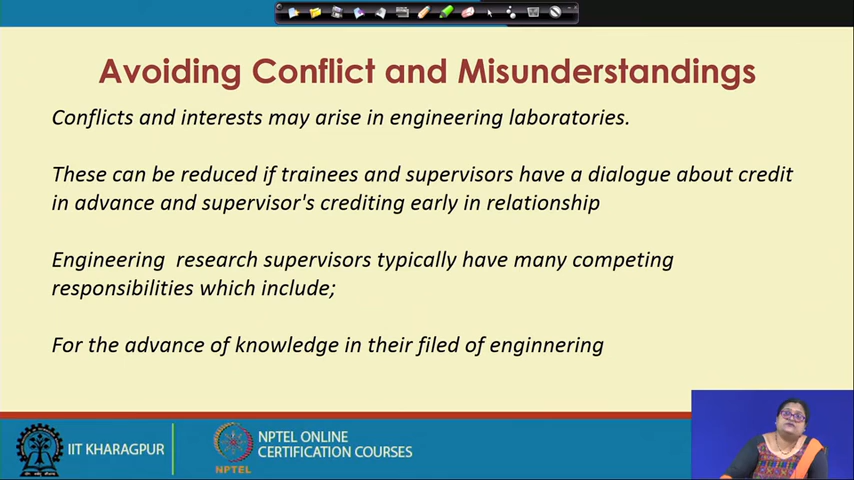 Avoiding Conflict and Misunderstandings
Conflicts and interests may arise in engineering laboratories.
These can be reduced if trainees and supervisors have a dialogue about credit
in advance and supervisor's crediting early in relationship
Engineering research supervisors typically have many competing
responsibilities which include;
For the advance of knowledge in their filed of enginnering
IIT KHARAGPUR
NPTEL
NPTEL ONLINE
CERTIFICATION COURSES